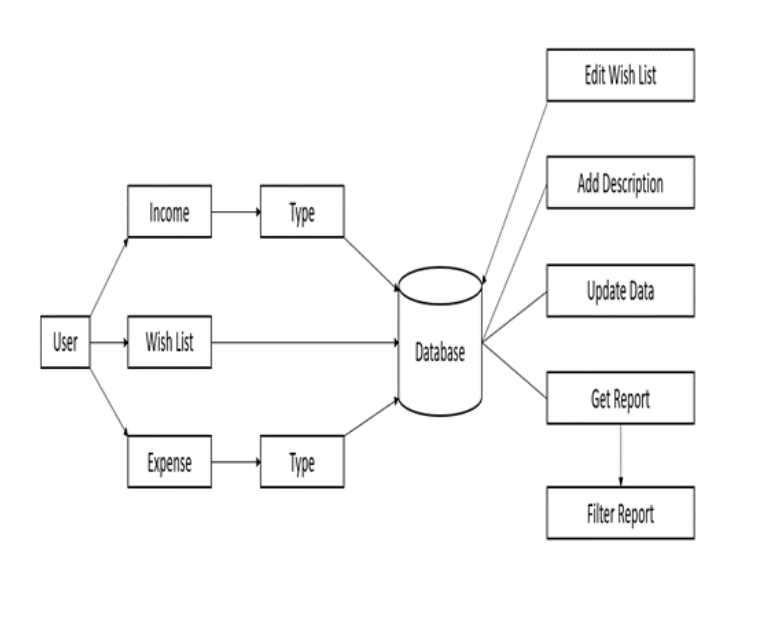 Edit Wish List
Add Description
Income
Type
Update Data
User
Wish List
Database
Get Report
Expense
Type
Filter Report